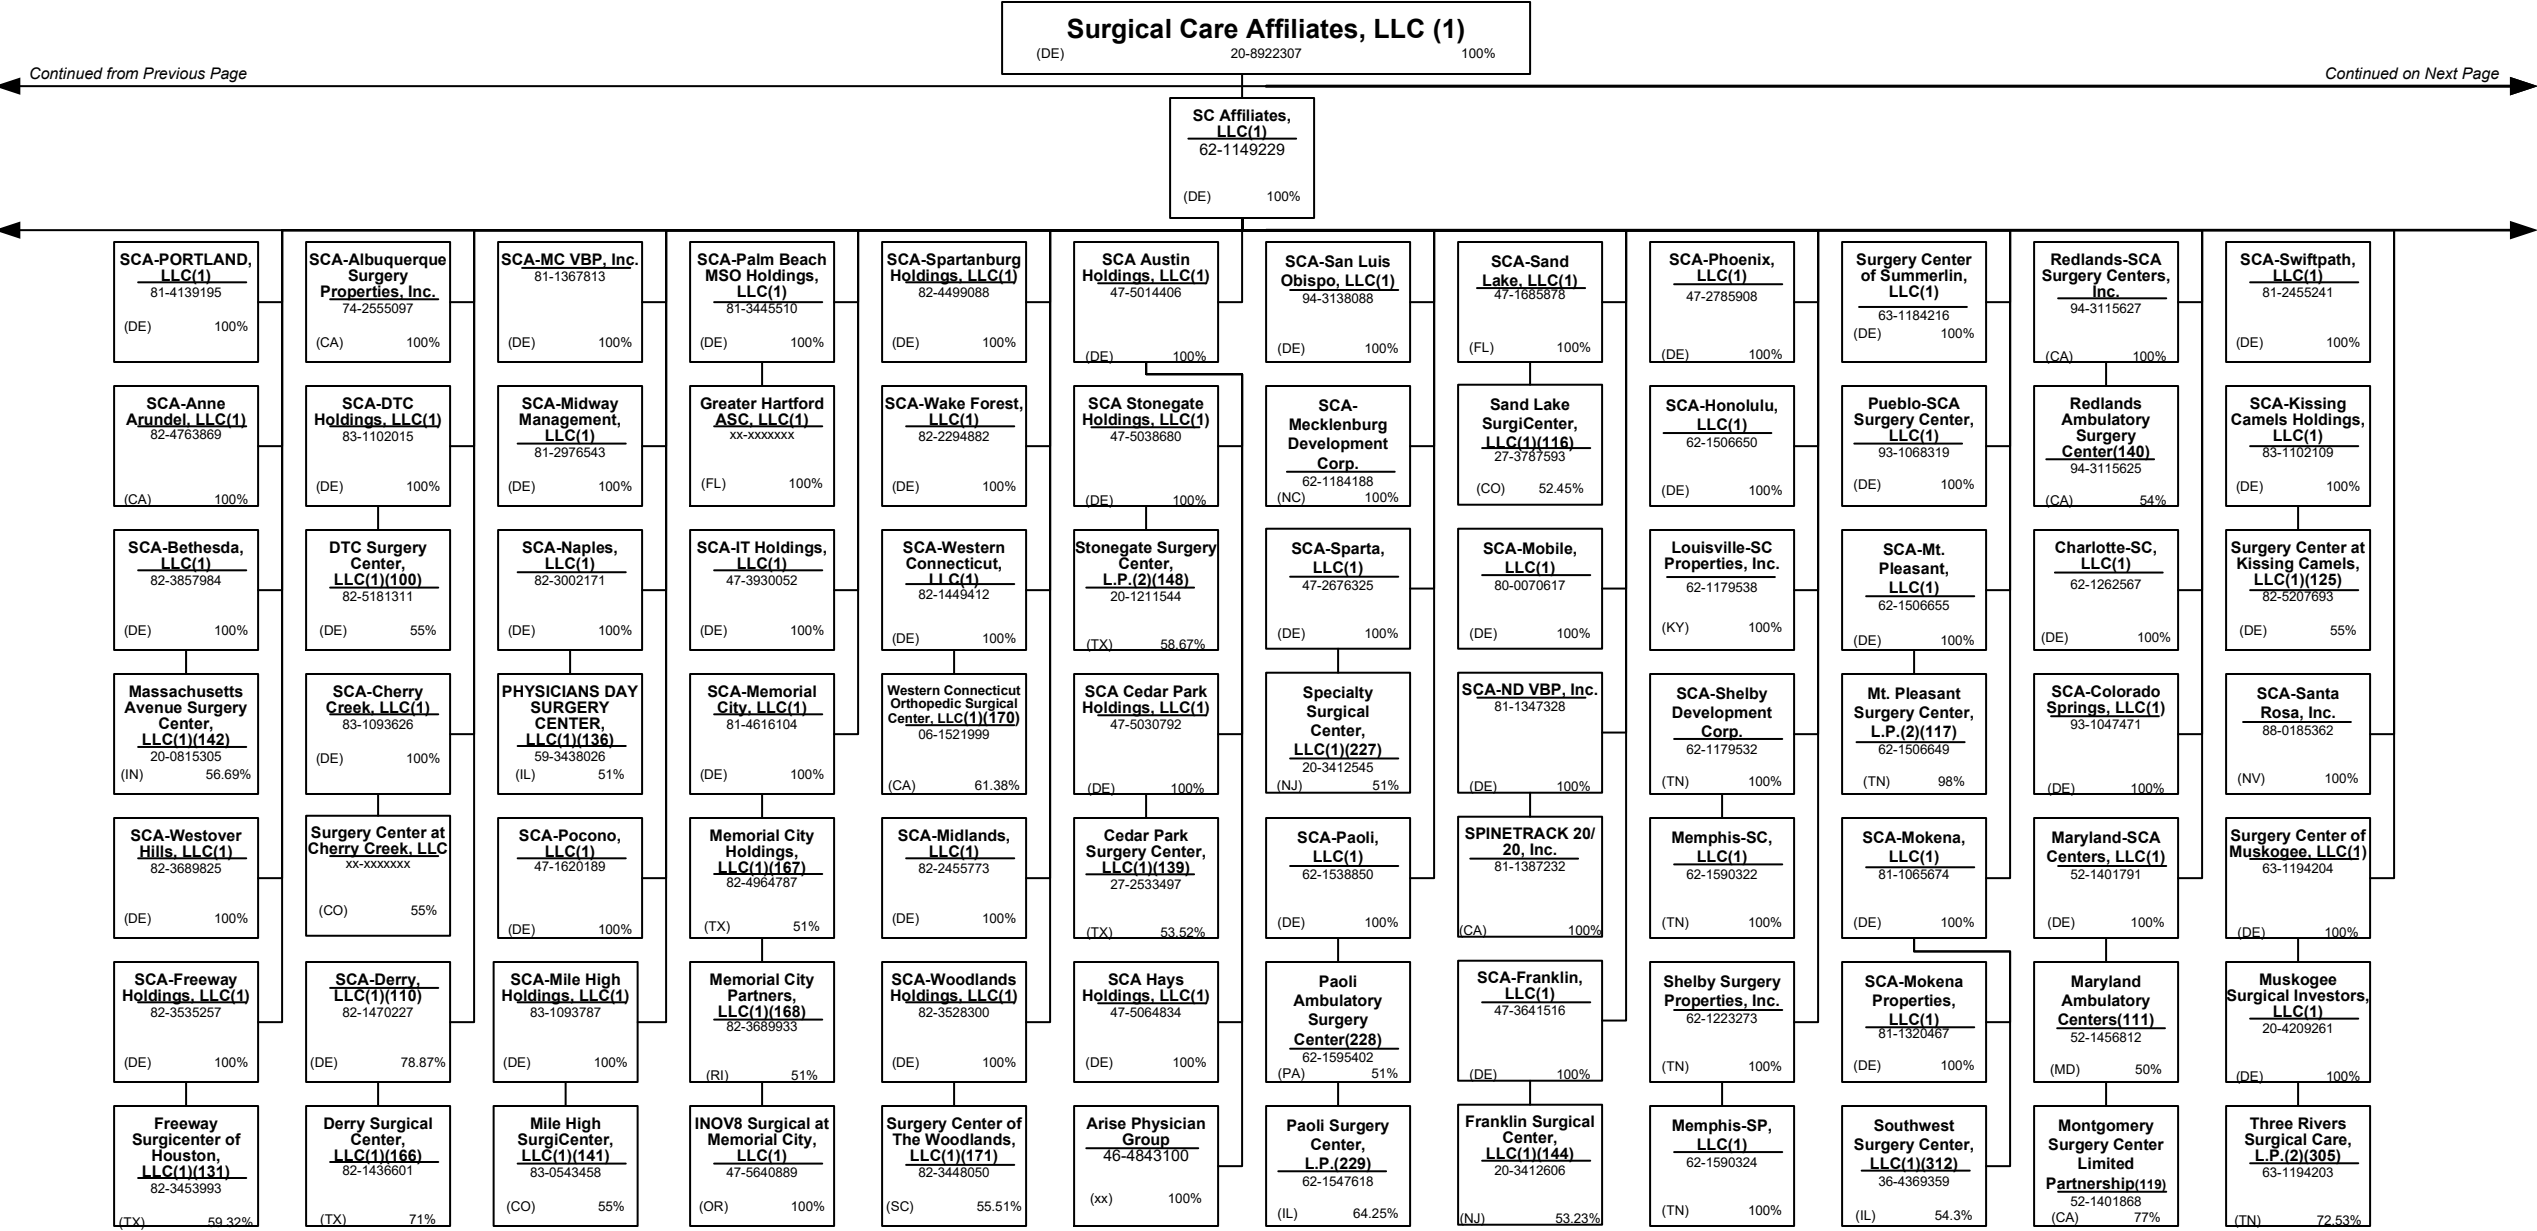 Surgical Care Affiliates, LLC (1)
(DE) 20-8922307 100%
Continued from Previous Page
Continued on Next Page
SC Affiliates,
LLC(1)
62-1149229
(DE) 100%
SCA-PORTLAND,
LLC(1)
81-4139195
(DE) 100%
SCA-Albuquerque
Surgery
Properties, Inc.
74-2555097
(CA) 100%
SCA-MC VBP, Inc.
81-1367813
(DE) 100%
SCA-Palm Beach
MSO Holdings,
LLC(1)
81-3445510
(DE) 100%
SCA-Spartanburg
Holdings, LLC(1)
82-4499088
(DE) 100%
SCA Austin
Holdings, LLC(1)
47-5014406
(DE) 100%
SCA-San Luis
Obispo, LLC(1)
94-3138088
(DE) 100%
SCA-Sand
Lake, LLC(1)
47-1685878
(FL) 100%
SCA-Phoenix,
LLC(1)
47-2785908
(DE) 100%
Surgery Center
of Summerlin,
LLC(1)
63-1184216
(DE) 100%
Redlands-SCA
Surgery Centers,
Inc.
94-3115627
(CA) 100%
SCA-Swiftpath,
LLC(1)
81-2455241
(DE) 100%
SCA-Anne
Arundel, LLC(1)
82-4763869
(CA) 100%
SCA-DTC
Holdings, LLC(1)
83-1102015
(DE) 100%
SCA-Midway
Management,
LLC(1)
81-2976543
(DE) 100%
Greater Hartford
ASC, LLC(1)
xx-xxxxxxx
(FL) 100%
SCA-Wake Forest,
LLC(1)
82-2294882
(DE) 100%
SCA Stonegate
Holdings, LLC(1)
47-5038680
(DE) 100%
SCA-
Mecklenburg
Development
Corp.
62-1184188
(NC) 100%
Sand Lake
SurgiCenter,
LLC(1)(116)
27-3787593
(CO) 52.45%
SCA-Honolulu,
LLC(1)
62-1506650
(DE) 100%
Pueblo-SCA
Surgery Center,
LLC(1)
93-1068319
(DE) 100%
Redlands
Ambulatory
Surgery
Center(140)
94-3115625
(CA) 54%
SCA-Kissing
Camels Holdings,
LLC(1)
83-1102109
(DE) 100%
SCA-Bethesda,
LLC(1)
82-3857984
(DE) 100%
DTC Surgery
Center,
LLC(1)(100)
82-5181311
(DE) 55%
SCA-Naples,
LLC(1)
82-3002171
(DE) 100%
SCA-IT Holdings,
LLC(1)
47-3930052
(DE) 100%
SCA-Western
Connecticut,
LLC(1)
82-1449412
(DE) 100%
Stonegate Surgery
Center,
L.P.(2)(148)
20-1211544
(TX) 58.67%
SCA-Sparta,
LLC(1)
47-2676325
(DE) 100%
SCA-Mobile,
LLC(1)
80-0070617
(DE) 100%
Louisville-SC
Properties, Inc.
62-1179538
(KY) 100%
SCA-Mt.
Pleasant,
LLC(1)
62-1506655
(DE) 100%
Charlotte-SC,
LLC(1)
62-1262567
(DE) 100%
Surgery Center at
Kissing Camels,
LLC(1)(125)
82-5207693
(DE) 55%
Massachusetts
Avenue Surgery
Center,
LLC(1)(142)
20-0815305
(IN) 56.69%
SCA-Cherry
Creek, LLC(1)
83-1093626
(DE) 100%
PHYSICIANS DAY
SURGERY
CENTER,
LLC(1)(136)
59-3438026
(IL) 51%
SCA-Memorial
City, LLC(1)
81-4616104
(DE) 100%
Western Connecticut
Orthopedic Surgical
Center, LLC(1)(170)
06-1521999
(CA) 61.38%
SCA Cedar Park
Holdings, LLC(1)
47-5030792
(DE) 100%
Specialty
Surgical
Center,
LLC(1)(227)
20-3412545
(NJ) 51%
SCA-ND VBP, Inc.
81-1347328
(DE) 100%
SCA-Shelby
Development
Corp.
62-1179532
(TN) 100%
Mt. Pleasant
Surgery Center,
L.P.(2)(117)
62-1506649
(TN) 98%
SCA-Colorado
Springs, LLC(1)
93-1047471
(DE) 100%
SCA-Santa
Rosa, Inc.
88-0185362
(NV) 100%
SCA-Westover
Hills, LLC(1)
82-3689825
(DE) 100%
Surgery Center at
Cherry Creek, LLC
xx-xxxxxxx
(CO) 55%
SCA-Pocono,
LLC(1)
47-1620189
(DE) 100%
Memorial City
Holdings,
LLC(1)(167)
82-4964787
(TX) 51%
SCA-Midlands,
LLC(1)
82-2455773
(DE) 100%
Cedar Park
Surgery Center,
LLC(1)(139)
27-2533497
(TX) 53.52%
SCA-Paoli,
LLC(1)
62-1538850
(DE) 100%
SPINETRACK 20/
20, Inc.
81-1387232
(CA) 100%
Memphis-SC,
LLC(1)
62-1590322
(TN) 100%
SCA-Mokena,
LLC(1)
81-1065674
(DE) 100%
Maryland-SCA
Centers, LLC(1)
52-1401791
(DE) 100%
Surgery Center of
Muskogee, LLC(1)
63-1194204
(DE) 100%
SCA-Freeway
Holdings, LLC(1)
82-3535257
(DE) 100%
SCA-Derry,
LLC(1)(110)
82-1470227
(DE) 78.87%
SCA-Mile High
Holdings, LLC(1)
83-1093787
(DE) 100%
Memorial City
Partners,
LLC(1)(168)
82-3689933
(RI) 51%
SCA-Woodlands
Holdings, LLC(1)
82-3528300
(DE) 100%
SCA Hays
Holdings, LLC(1)
47-5064834
(DE) 100%
Paoli
Ambulatory
Surgery
Center(228)
62-1595402
(PA) 51%
SCA-Franklin,
LLC(1)
47-3641516
(DE) 100%
Shelby Surgery
Properties, Inc.
62-1223273
(TN) 100%
SCA-Mokena
Properties,
LLC(1)
81-1320467
(DE) 100%
Maryland
Ambulatory
Centers(111)
52-1456812
(MD) 50%
Muskogee
Surgical Investors,
LLC(1)
20-4209261
(DE) 100%
Freeway
Surgicenter of
Houston,
LLC(1)(131)
82-3453993
(TX) 59.32%
Derry Surgical
Center,
LLC(1)(166)
82-1436601
(TX) 71%
Mile High
SurgiCenter,
LLC(1)(141)
83-0543458
(CO) 55%
INOV8 Surgical at
Memorial City,
LLC(1)
47-5640889
(OR) 100%
Surgery Center of
The Woodlands,
LLC(1)(171)
82-3448050
(SC) 55.51%
Arise Physician
Group
46-4843100
(xx) 100%
Paoli Surgery
Center,
L.P.(229)
62-1547618
(IL) 64.25%
Franklin Surgical
Center,
LLC(1)(144)
20-3412606
(NJ) 53.23%
Memphis-SP,
LLC(1)
62-1590324
(TN) 100%
Southwest
Surgery Center,
LLC(1)(312)
36-4369359
(IL) 54.3%
Montgomery
Surgery Center
Limited
Partnership(119)
52-1401868
(CA) 77%
Three Rivers
Surgical Care,
L.P.(2)(305)
63-1194203
(TN) 72.53%